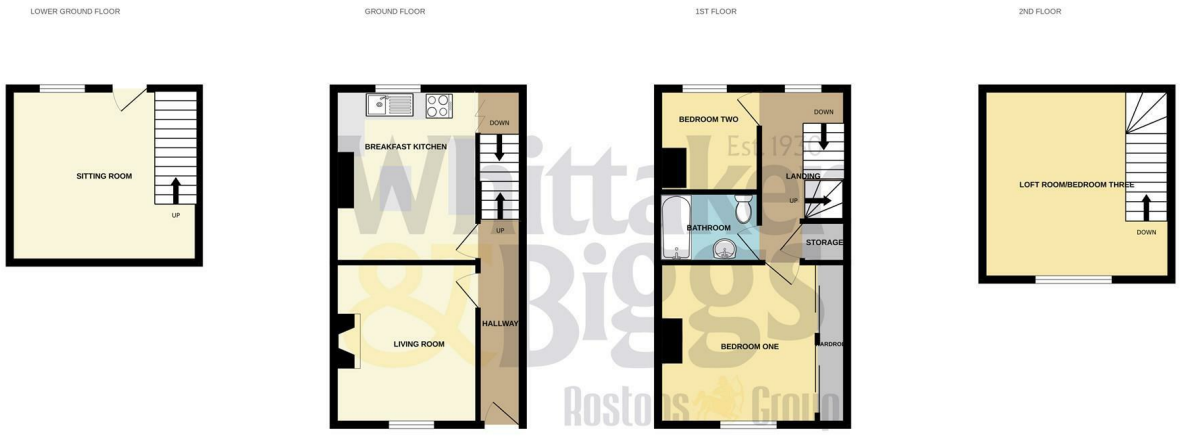 LOWER GROUND FLOOR
SITTING ROOM
UP
GROUND FLOOR
BREAKFAST KITCHEN
DOWN
UP
HALLWAY
LIVING ROOM
1ST FLOOR
BEDROOM TWO
DOWN
LANDING
UP
BATHROOM
STORAGE
BEDROOM ONE
WARDROBE
2ND FLOOR
LOFT ROOM/BEDROOM THREE
DOWN
Whittaker
Est. 1930
& Biggs
Rostons Group